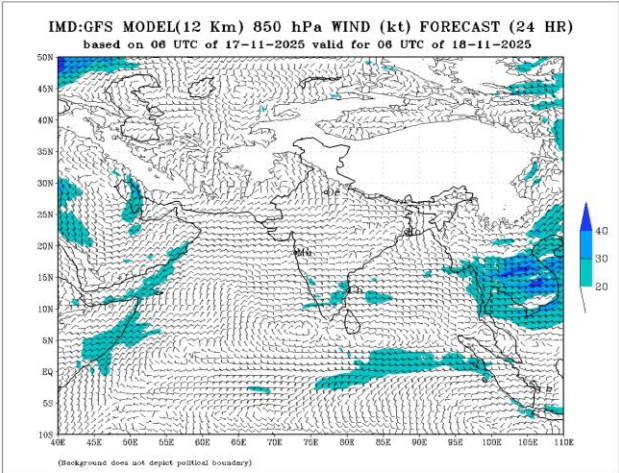 IMD:GFS MODEL(12 Km) 850 hPa WIND (kt) FORECAST (24 HR)
based on 06 UTC of 17-11-2025 valid for 06 UTC of 18-11-2025
50N
45N
40N
35N
30N
25N
20N
15N
10N
5N
EQ
5S
10S
40E 45E 50E 55E 60E 65E 70E 75E 80E 85E 90E 95E 100E 105E 110E
40
30
20
(Background does not depict political boundary)